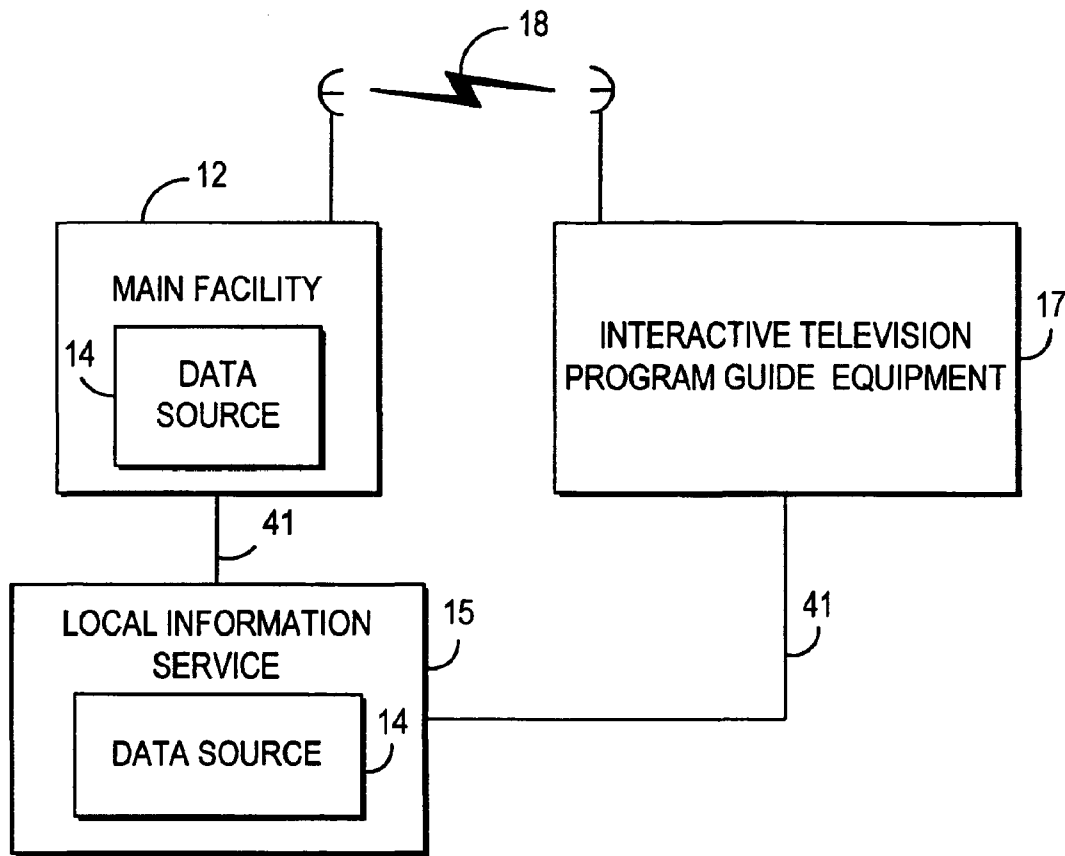 18
12
MAIN FACILITY
14
DATA
SOURCE
INTERACTIVE TELEVISION
PROGRAM GUIDE EQUIPMENT
17
41
LOCAL INFORMATION
SERVICE
15
41
DATA SOURCE
14